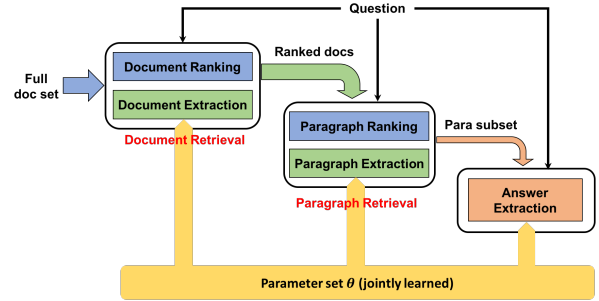 Question
Full
doc set
Document Ranking
Document Extraction
Document Retrieval
Ranked docs
Paragraph Ranking
Paragraph Extraction
Paragraph Retrieval
Para subset
Answer
Extraction
Parameter set θ (jointly learned)